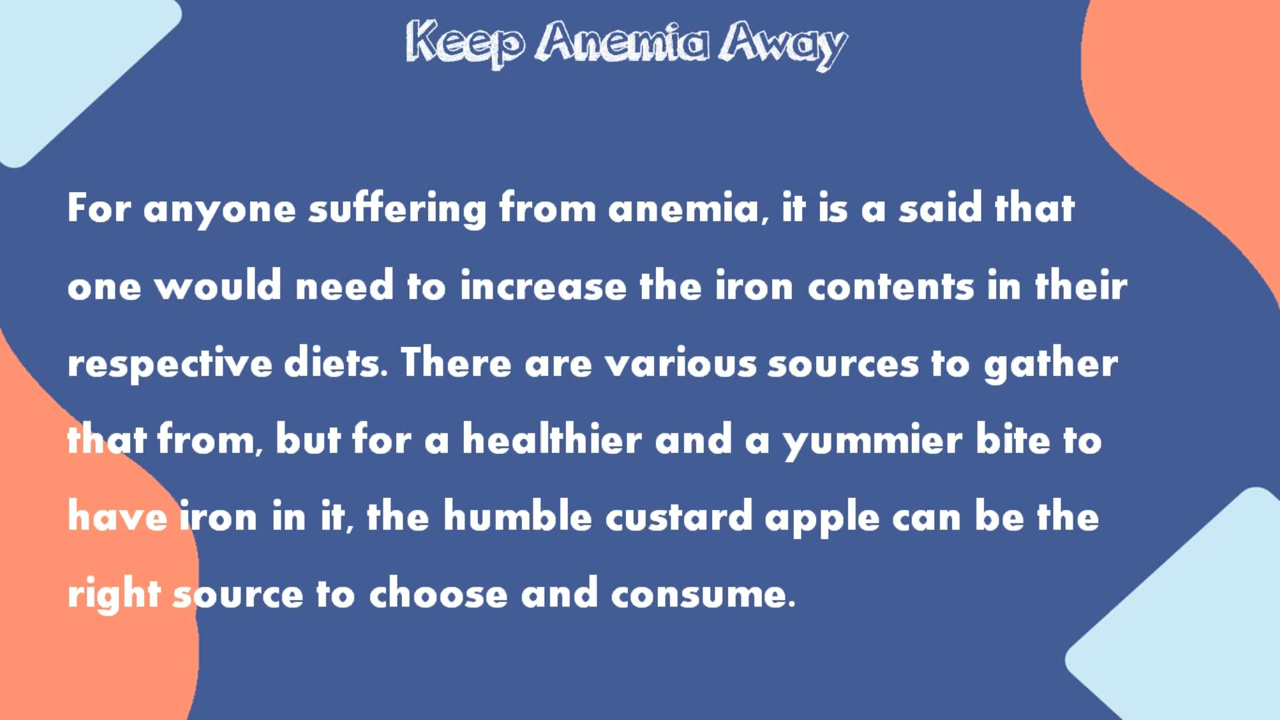 Keep Anemia Away
For anyone suffering from anemia, it is a said that
one would need to increase the iron contents in their
respective diets. There are various sources to gather
that from, but for a healthier and a yummier bite to
have iron in it, the humble custard apple can be the
right source to choose and consume.